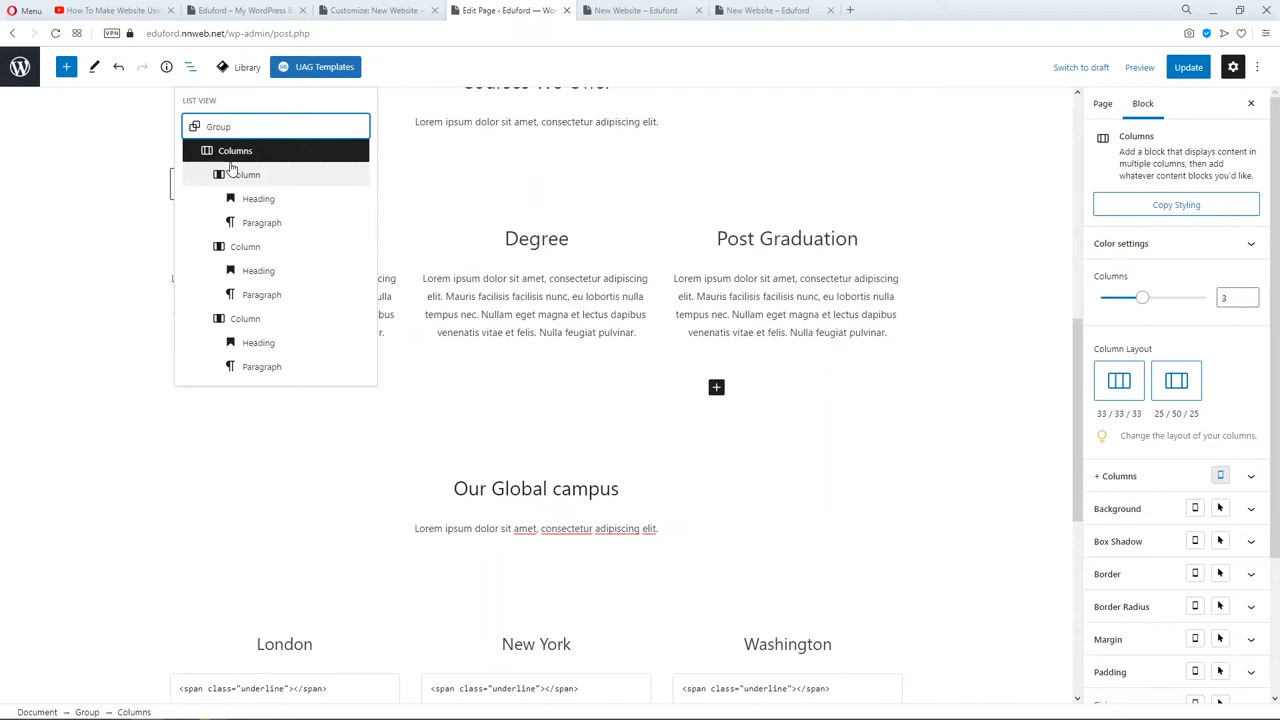 Menu
How To Make Website Using
Eduford – My WordPress B
Customize: New Website –
Edit Page ‹ Eduford — Wo
New Website – Eduford
New Website – Eduford
VPN
eduford.nnweb.net/wp-admin/post.php
Library
UAG Templates
Switch to draft
Preview
Update
LIST VIEW
Group
Columns
Column
Heading
Paragraph
Column
Heading
Paragraph
Column
Heading
Paragraph
Courses We Offer
Lorem ipsum dolor sit amet, consectetur adipiscing elit.
Degree
Post Graduation
adipiscing
Lorem ipsum dolor sit amet, consectetur adipiscing
Lorem ipsum dolor sit amet, consectetur adipiscing
nulla
elit. Mauris facilisis facilisis nunc, eu lobortis nulla
elit. Mauris facilisis facilisis nunc, eu lobortis nulla
dapibus
tempus nec. Nullam eget magna et lectus dapibus
tempus nec. Nullam eget magna et lectus dapibus
venenatis vitae et felis. Nulla feugiat pulvinar.
venenatis vitae et felis. Nulla feugiat pulvinar.
Our Global campus
Lorem ipsum dolor sit amet, consectetur adipiscing elit.
London
New York
Washington
<span class="underline"></span>
<span class="underline"></span>
<span class="underline"></span>
Page
Block
Columns
Add a block that displays content in
multiple columns, then add
whatever content blocks you'd like.
Copy Styling
Color settings
Columns
3
Column Layout
33 / 33 / 33
25 / 50 / 25
Change the layout of your columns.
+ Columns
Background
Box Shadow
Border
Border Radius
Margin
Padding
Document → Group → Columns